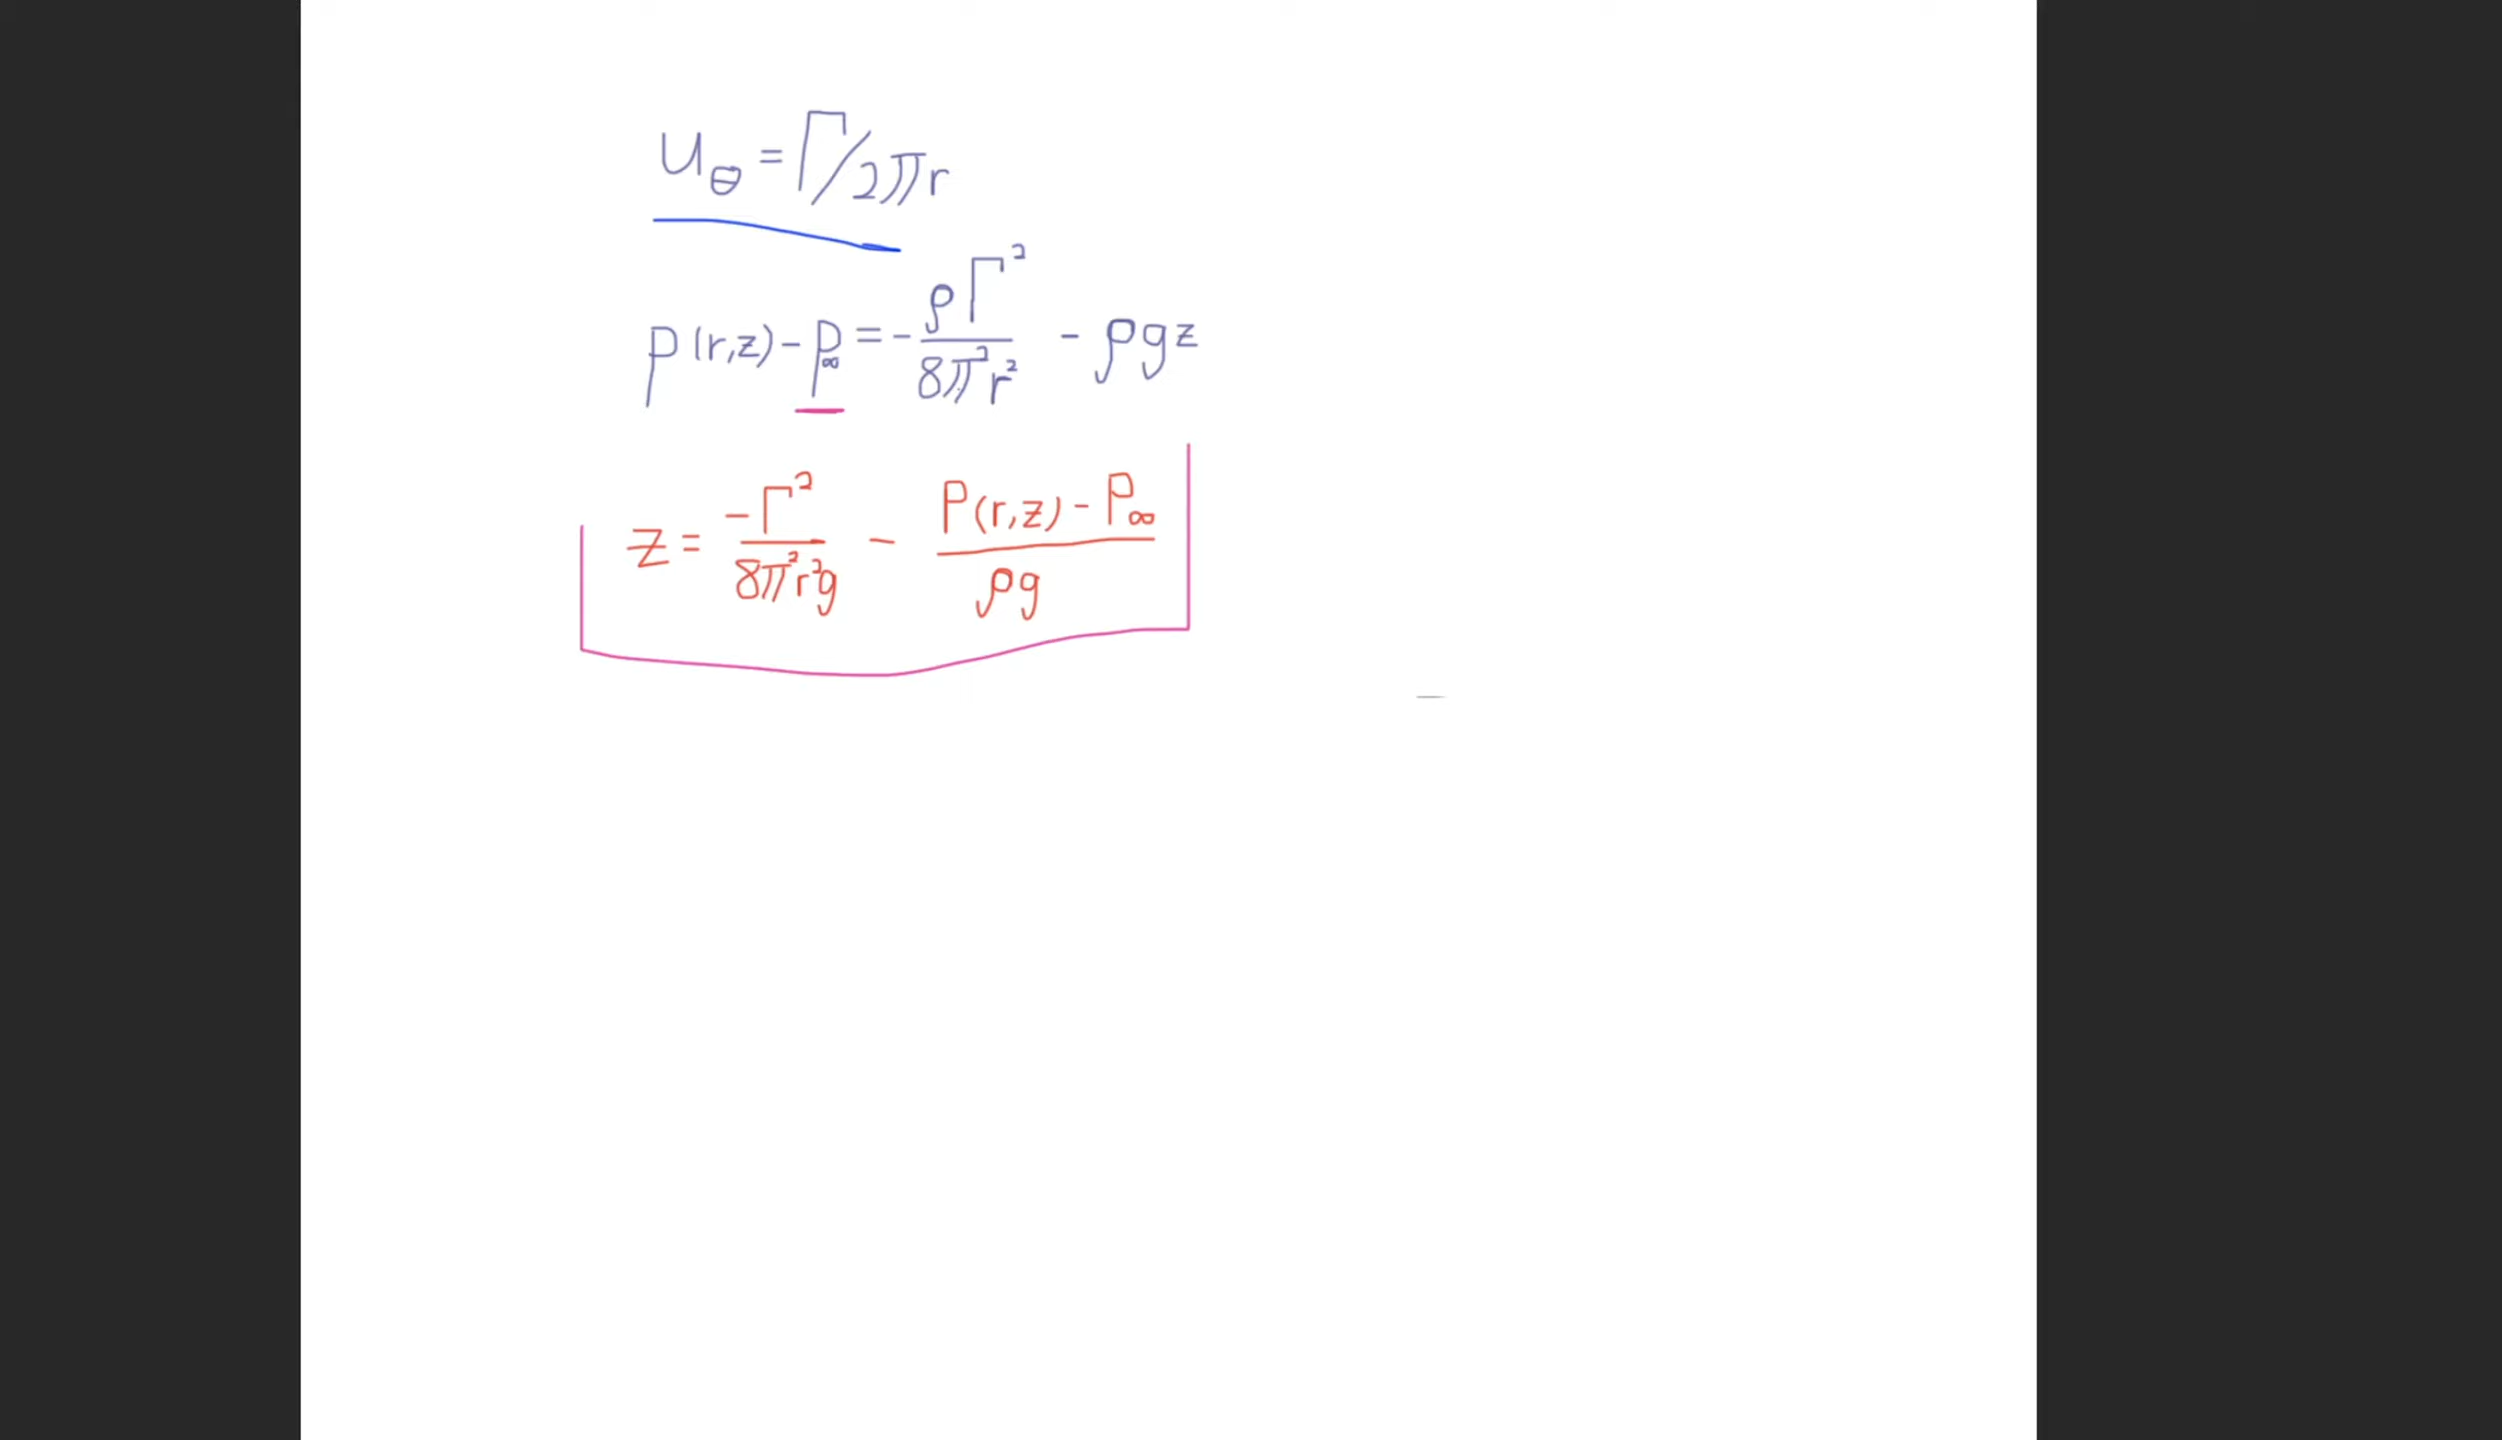 u_θ = Γ/2πr
p(r,z) - p_∞ = - ρΓ²/8π²r² - ρgz
z = -Γ²/8π²r²g - P(r,z) - P_∞/ρg